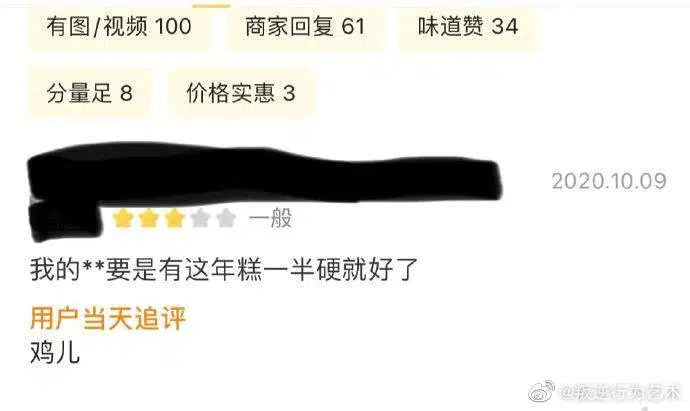 有图/视频 100 商家回复 61 味道赞 34
分量足 8 价格实惠 3
2020.10.09
一般
我的**要是有这年糕一半硬就好了
用户当天追评
鸡儿
@叛逆行为艺术